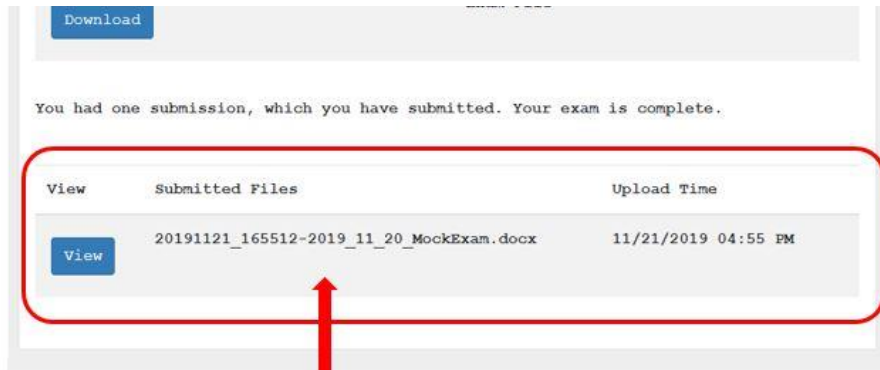 Download
You had one submission, which you have submitted. Your exam is complete.
View Submitted Files Upload Time
View 20191121_165512-2019_11_20_MockExam.docx 11/21/2019 04:55 PM